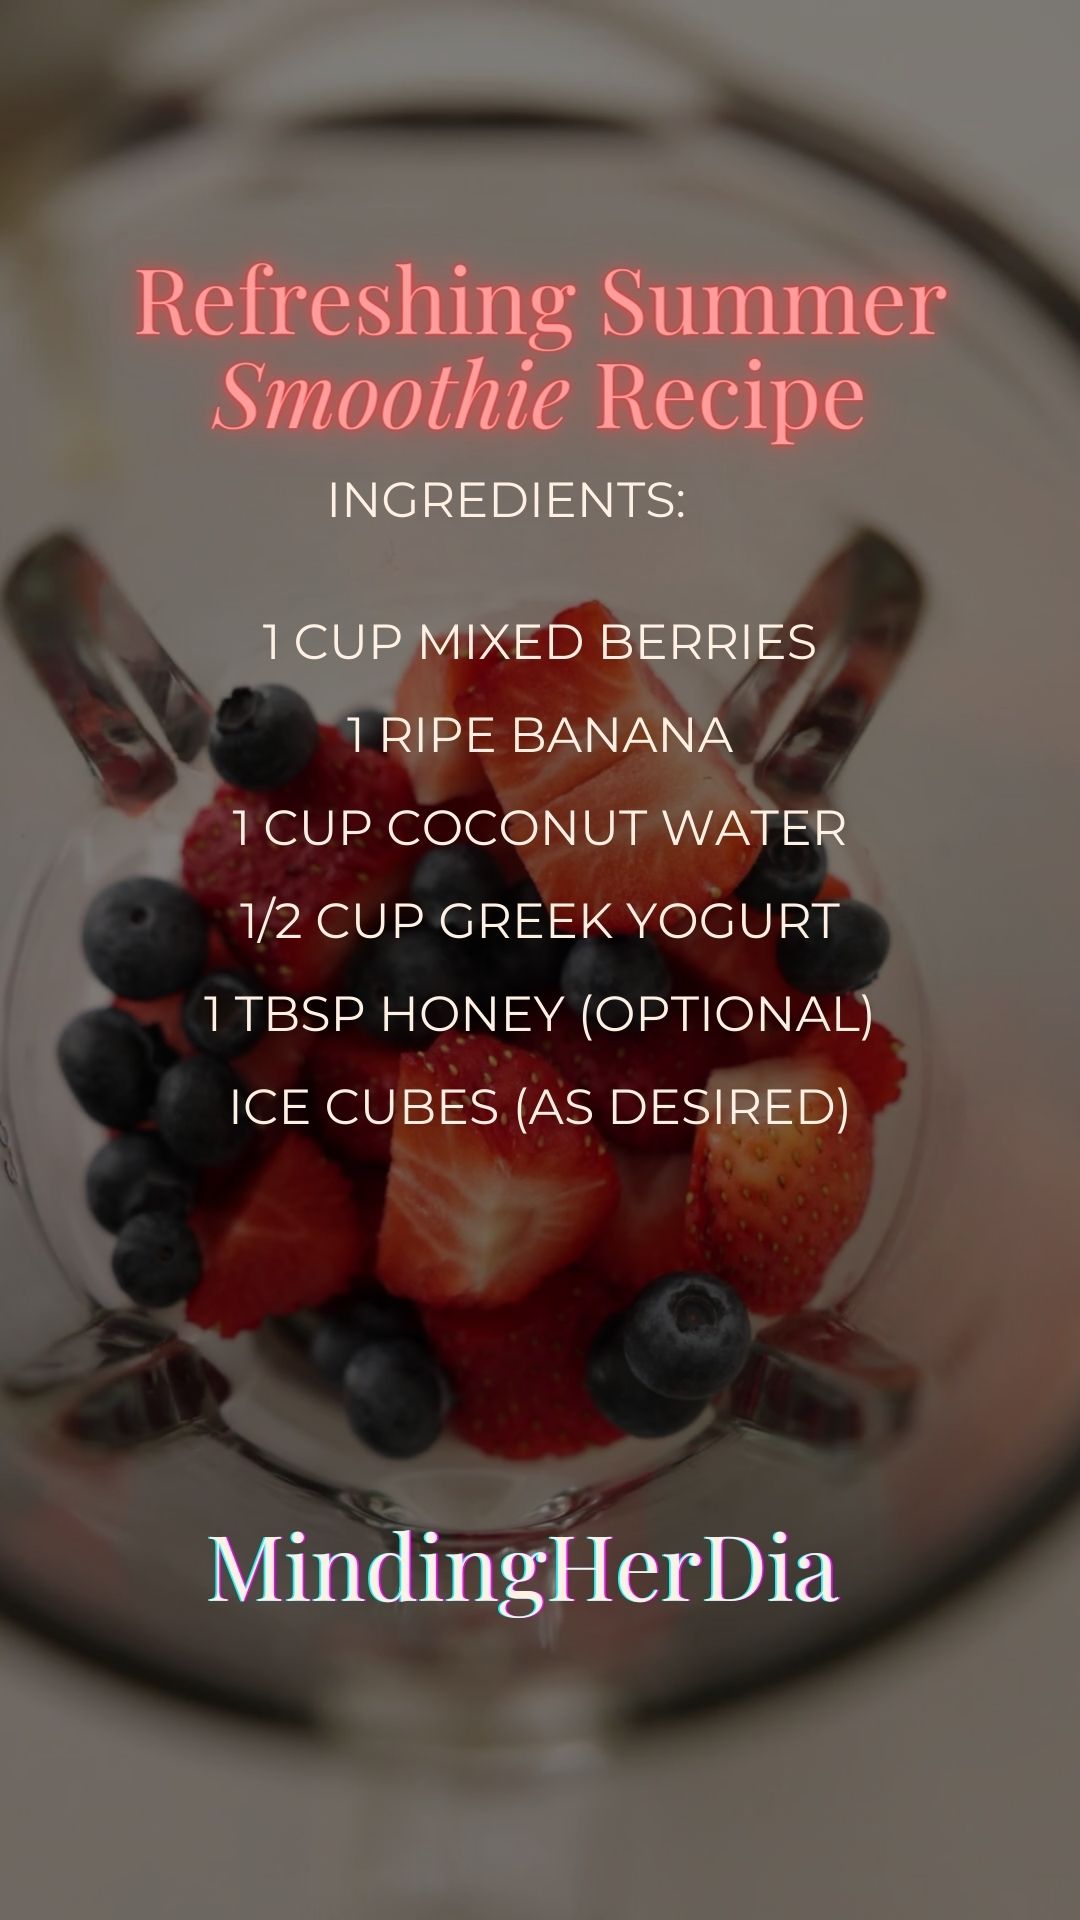 Refreshing Summer
Smoothie Recipe
INGREDIENTS:
1 CUP MIXED BERRIES
1 RIPE BANANA
1 CUP COCONUT WATER
1/2 CUP GREEK YOGURT
1 TBSP HONEY (OPTIONAL)
ICE CUBES (AS DESIRED)
MindingHerDia